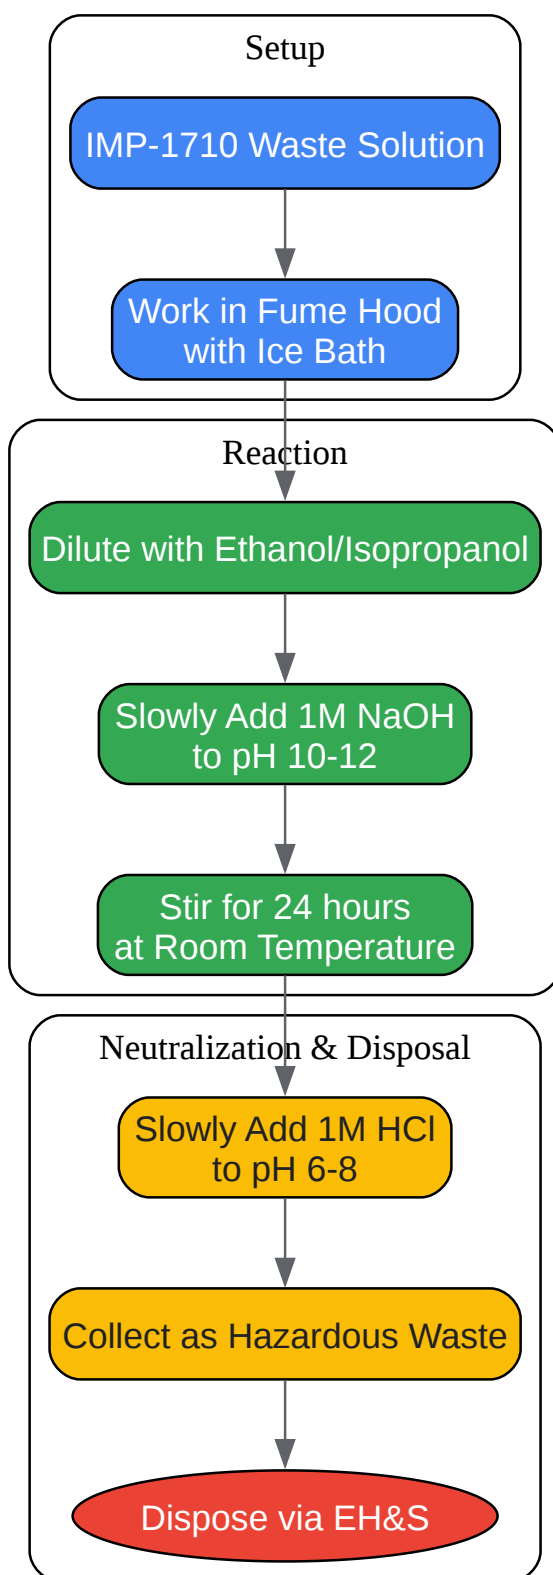 Setup
IMP-1710 Waste Solution
Work in Fume Hood
with Ice Bath
Reaction
Dilute with Ethanol/Isopropanol
Slowly Add 1M NaOH
to pH 10-12
Stir for 24 hours
at Room Temperature
Neutralization & Disposal
Slowly Add 1M HCl
to pH 6-8
Collect as Hazardous Waste
Dispose via EH&S